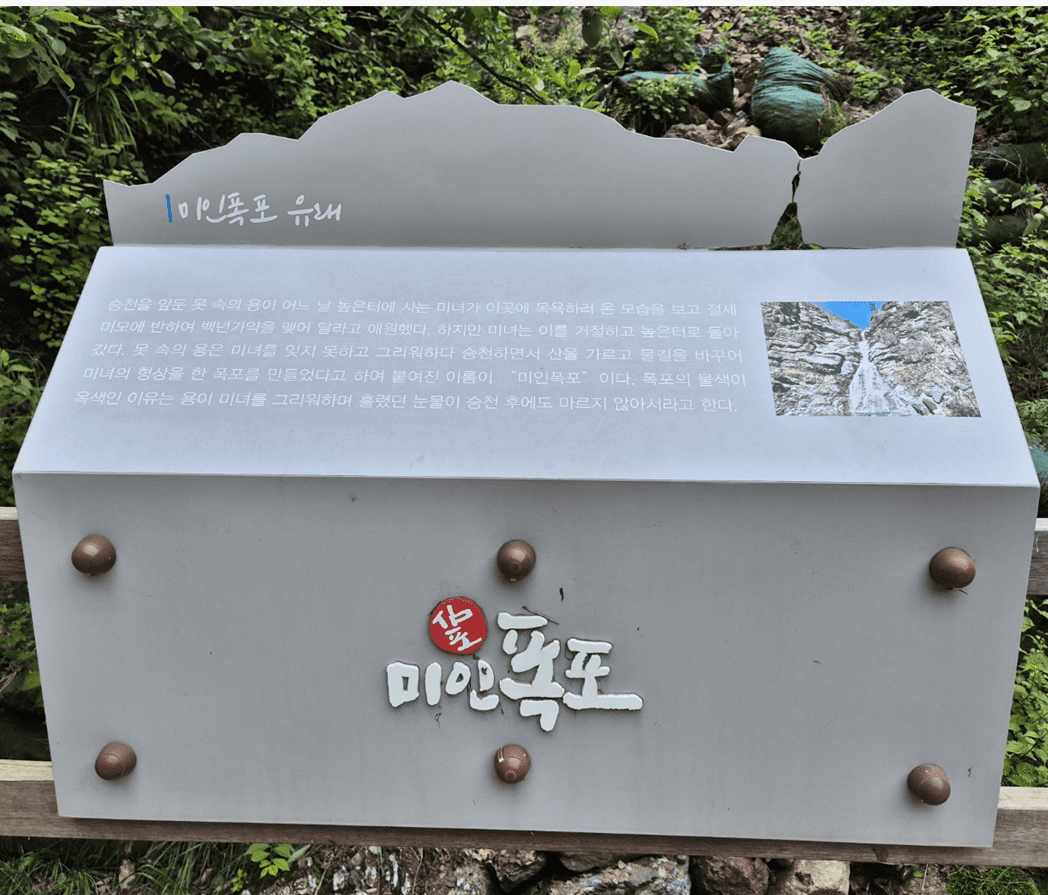 미인폭포 유래
승천을 앞둔 못 속의 용이 어느 날 높은터에 사는 미녀가 이곳에 목욕하러 온 모습을 보고 절세
미모에 반하여 백년가약을 맺어 달라고 애원했다. 하지만 미녀는 이를 거절하고 높은터로 돌아
갔다. 못 속의 용은 미녀를 잊지 못하고 그리워하다 승천하면서 산을 가르고 물길을 바꾸어
미녀의 형상을 한 폭포를 만들었다고 하여 붙여진 이름이 “미인폭포” 이다. 폭포의 물색이
옥색인 이유는 용이 미녀를 그리워하며 흘렸던 눈물이 승천 후에도 마르지 않아서라고 한다.
심포
미인폭포